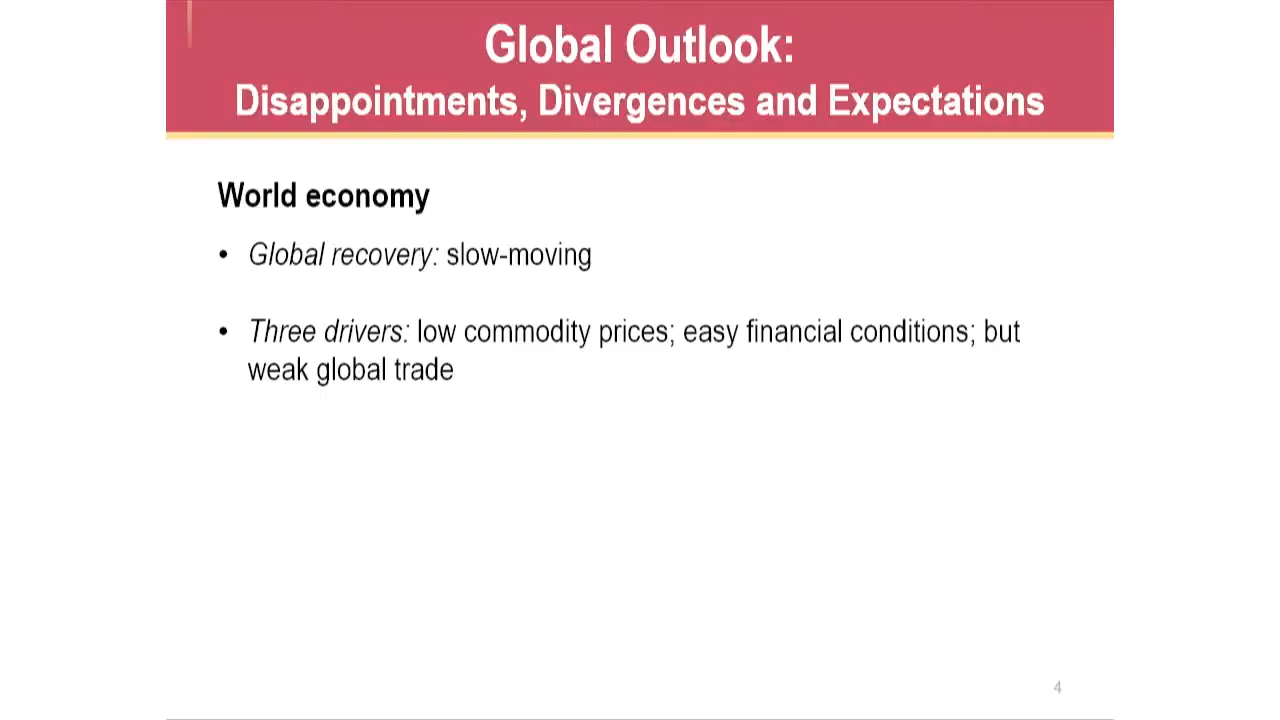 Global Outlook:
Disappointments, Divergences and Expectations
World economy
• Global recovery: slow-moving
• Three drivers: low commodity prices; easy financial conditions; but
weak global trade
4